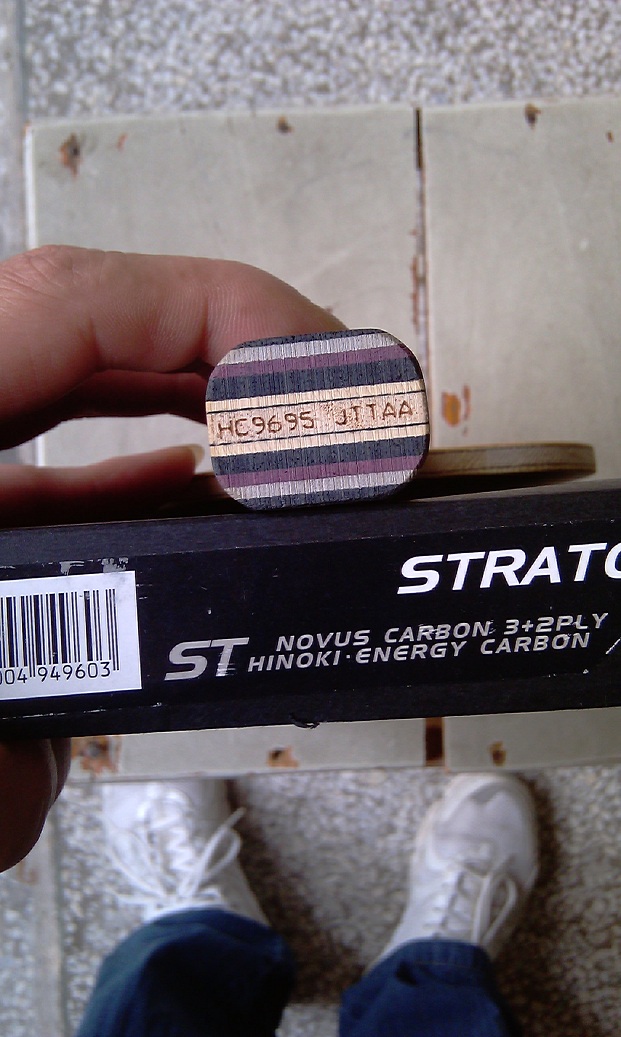 HC9695 JTTAA
STRATO
ST NOVUS CARBON 3+2PLY
HINOKI·ENERGY CARBON
004 949603